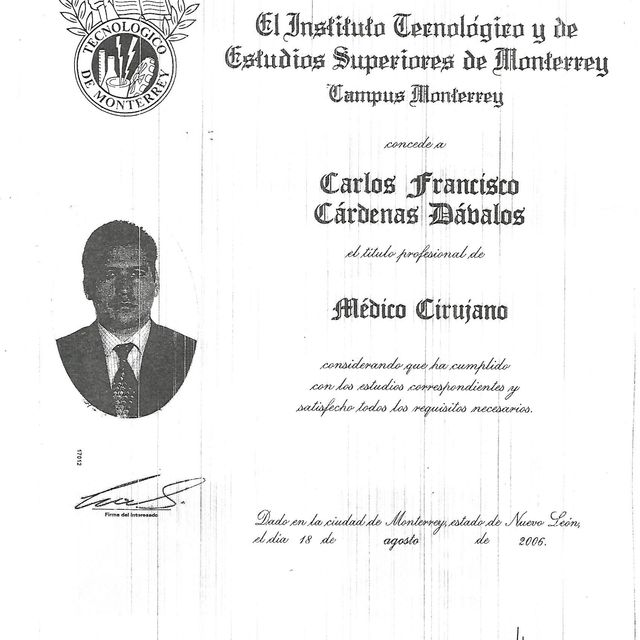 TECNOLOGICO
DE MONTERREY
El Instituto Tecnológico y de
Estudios Superiores de Monterrey
Campus Monterrey
concede a
Carlos Francisco
Cárdenas Dávalos
el título profesional de
Médico Cirujano
considerando que ha cumplido
con los estudios correspondientes y
satisfecho todos los requisitos necesarios.
17012
Firma del interesado
Dado en la ciudad de Monterrey, estado de Nuevo León,
el día 18 de agosto de 2006.